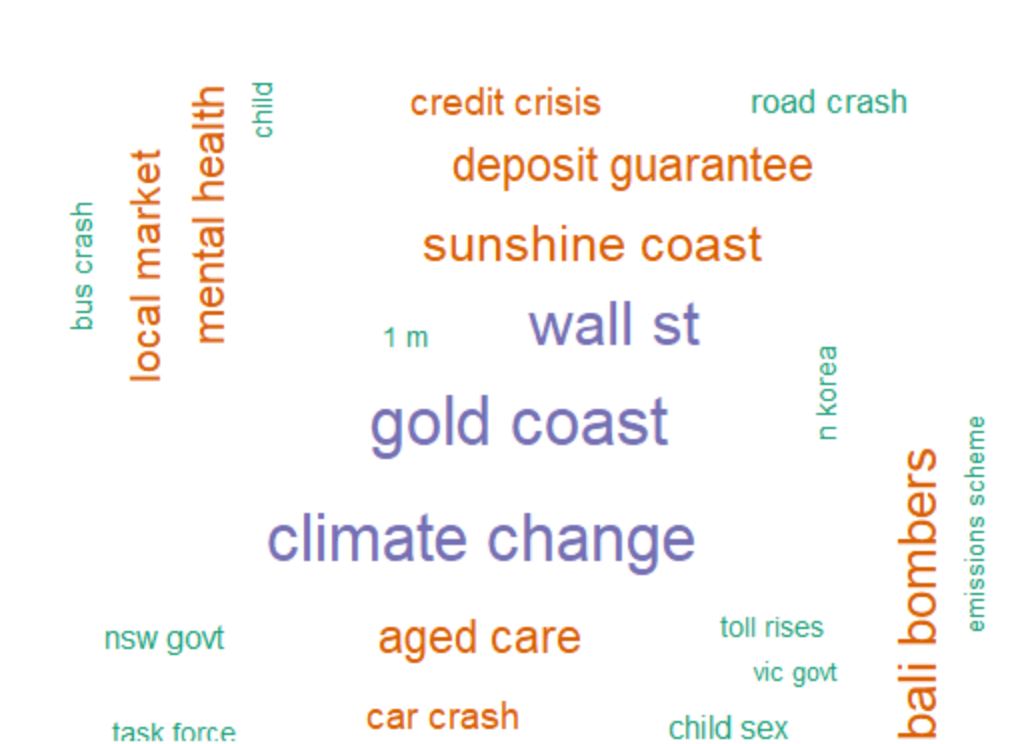 child
credit crisis
road crash
mental health
local market
deposit guarantee
bus crash
sunshine coast
wall st
1 m
n korea
gold coast
emissions scheme
bali bombers
climate change
nsw govt
aged care
toll rises
vic govt
car crash
child sex
task force